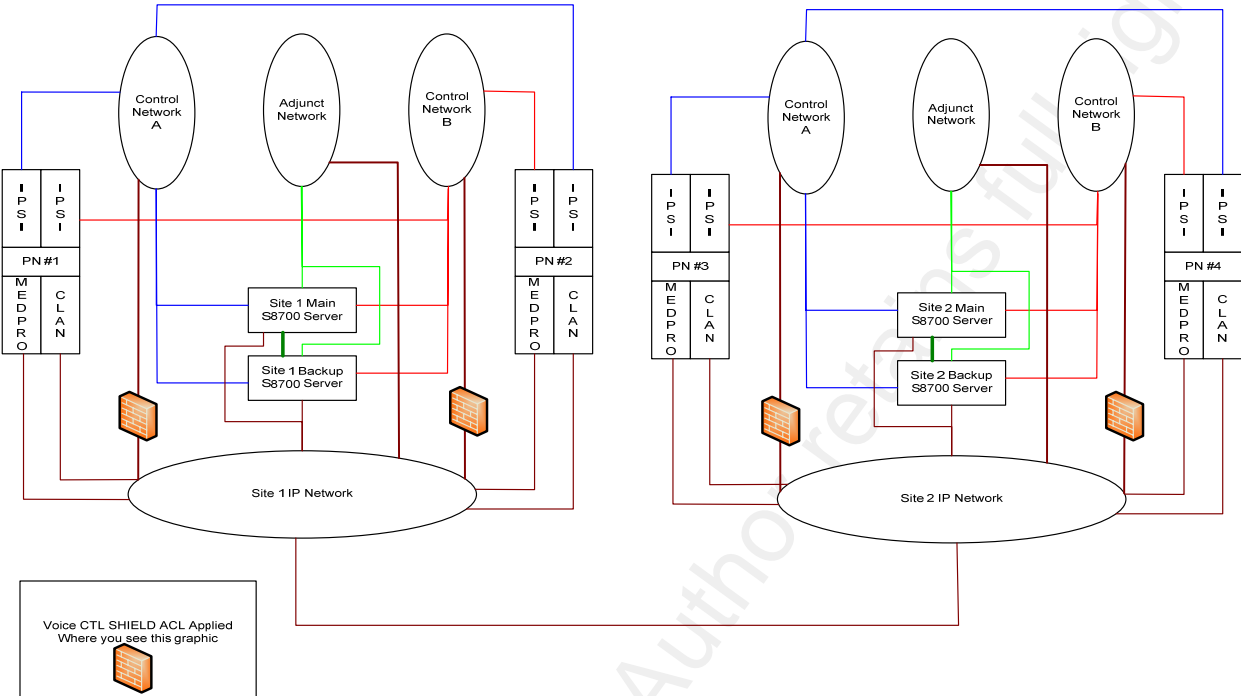 Control
Network
A
Adjunct
Network
Control
Network
B
IPSI
IPSI
PN #1
MEDPRO
CLAN
IPSI
IPSI
PN #2
MEDPRO
CLAN
Site 1 Main
S8700 Server
Site 1 Backup
S8700 Server
Site 1 IP Network
Control
Network
A
Adjunct
Network
Control
Network
B
IPSI
IPSI
PN #3
MEDPRO
CLAN
IPSI
IPSI
PN #4
MEDPRO
CLAN
Site 2 Main
S8700 Server
Site 2 Backup
S8700 Server
Site 2 IP Network
Voice CTL SHIELD ACL Applied
Where you see this graphic
Author retains full